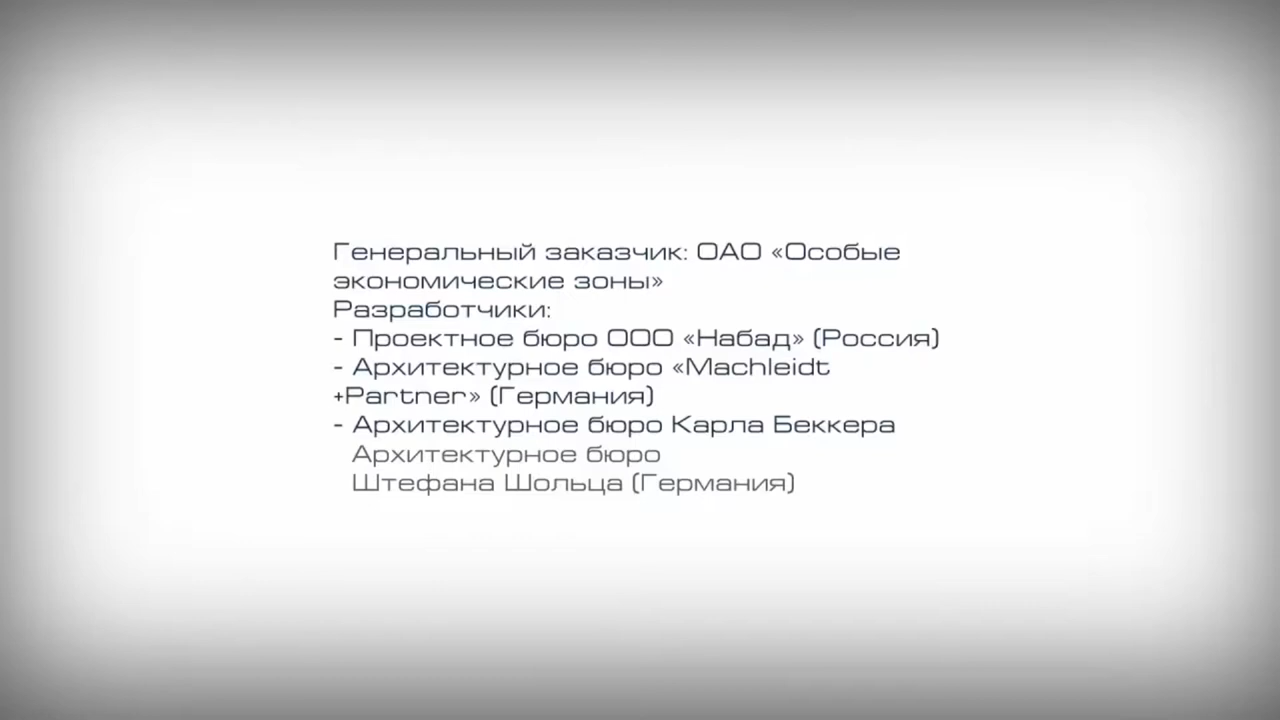 Генеральный заказчик: ОАО «Особые
экономические зоны»
Разработчики:
- Проектное бюро ООО «Набад» (Россия)
- Архитектурное бюро «Machleidt
+Partner» (Германия)
- Архитектурное бюро Карла Беккера
Архитектурное бюро
Штефана Шольца (Германия)